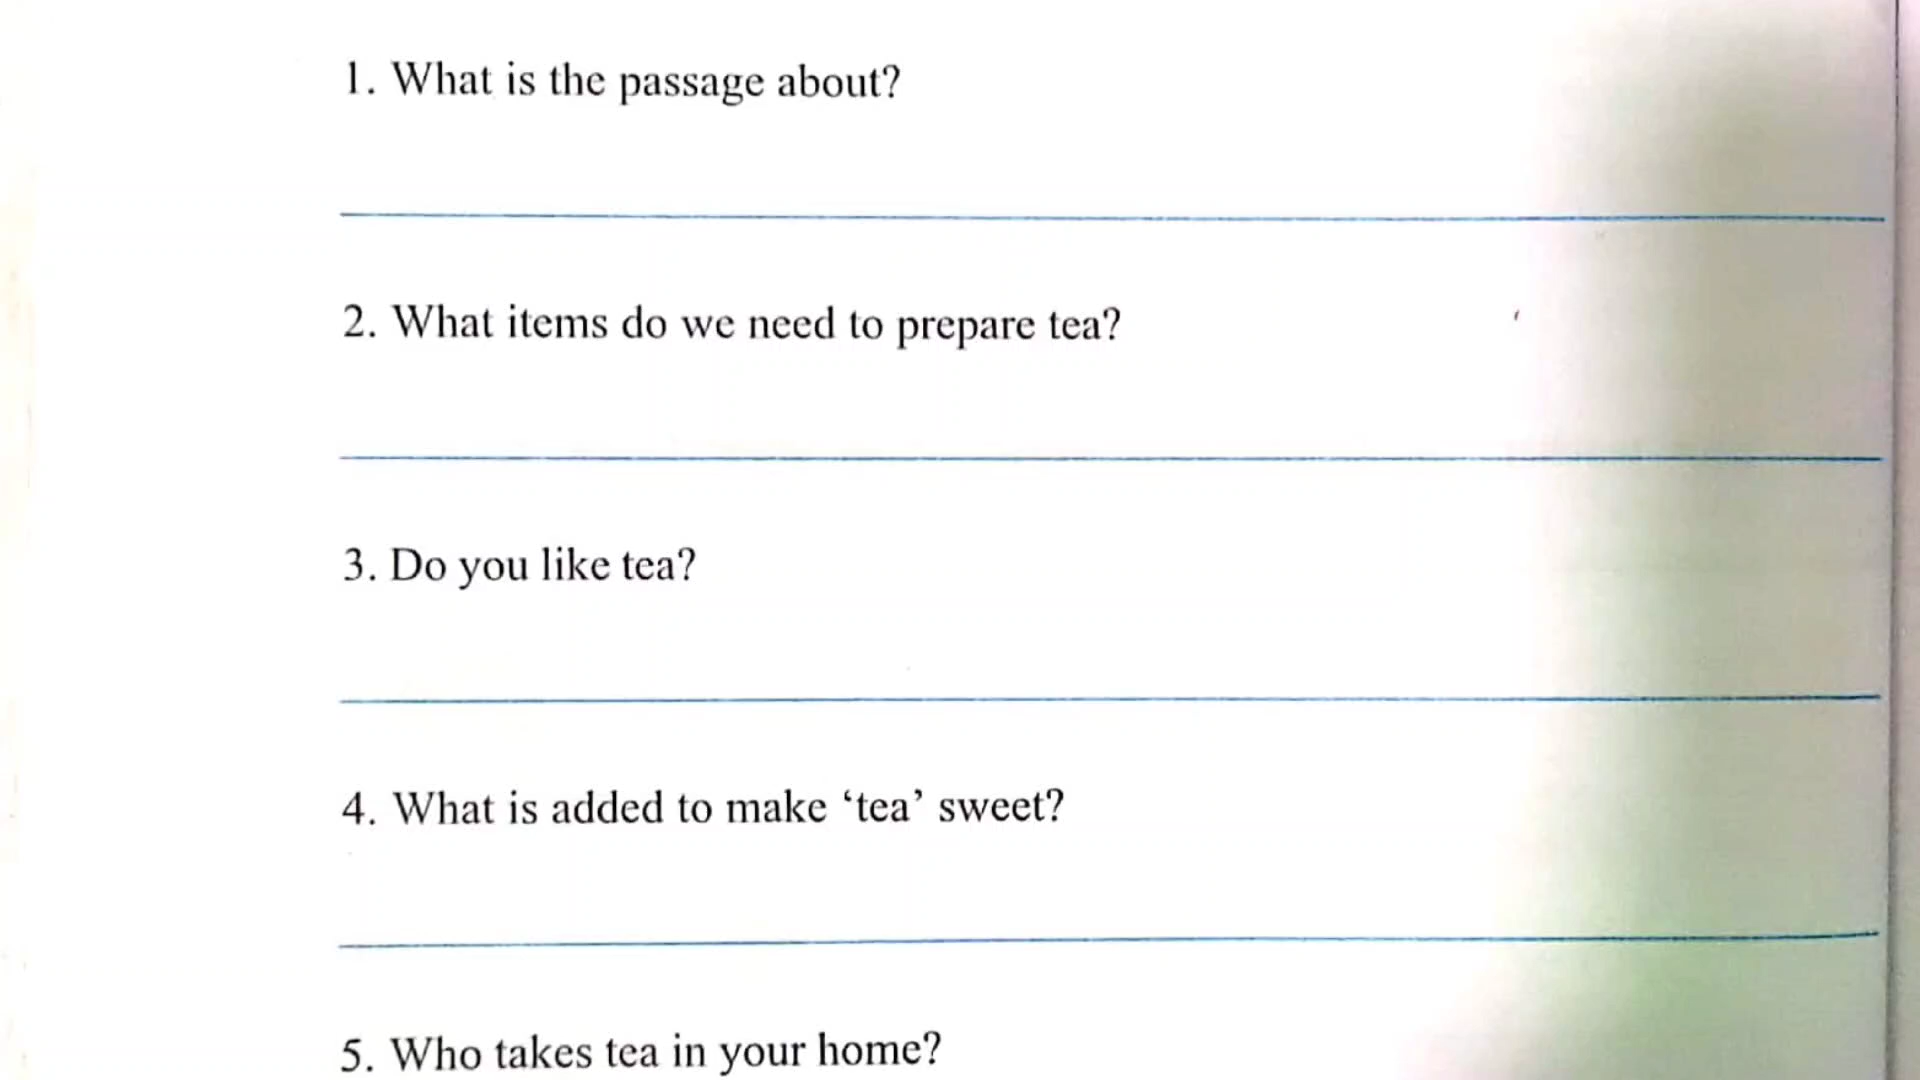 1. What is the passage about?
2. What items do we need to prepare tea?
3. Do you like tea?
4. What is added to make ‘tea’ sweet?
5. Who takes tea in your home?